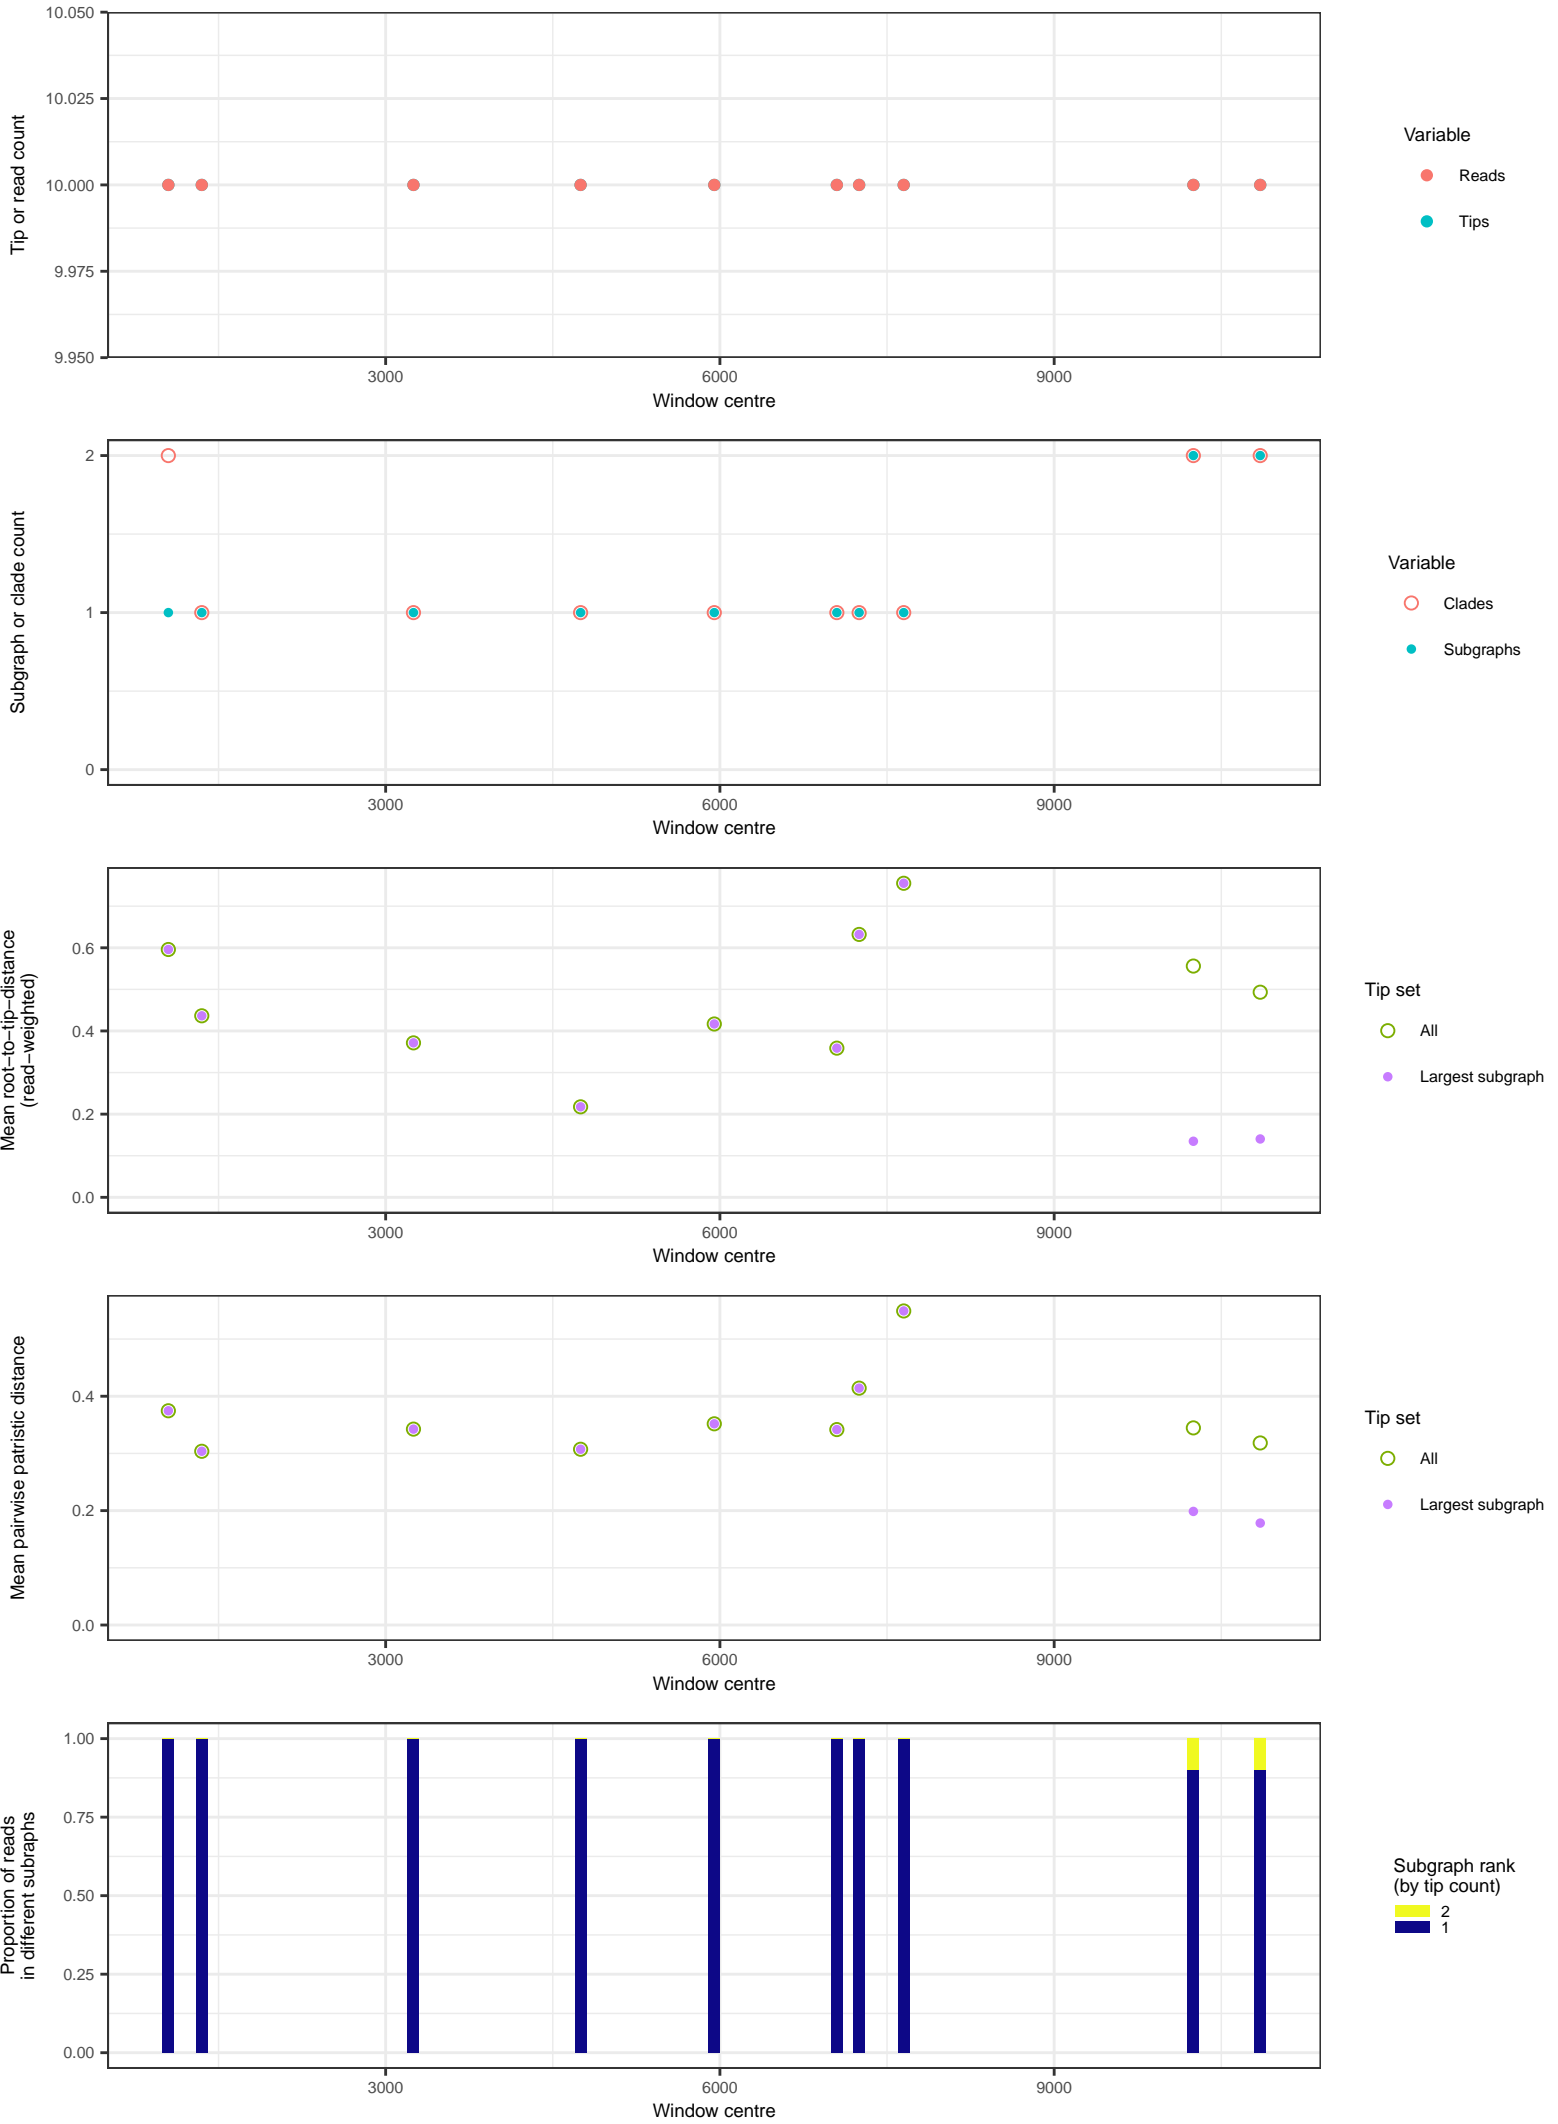 10.050
10.025
10.000
9.975
9.950
Tip or read count
3000 6000 9000
Window centre
Variable
Reads
Tips
2
1
0
Subgraph or clade count
3000 6000 9000
Window centre
Variable
Clades
Subgraphs
0.6
0.4
0.2
0.0
Mean root−to−tip−distance
(read−weighted)
3000 6000 9000
Window centre
Tip set
All
Largest subgraph
0.4
0.2
0.0
Mean pairwise patristic distance
3000 6000 9000
Window centre
Tip set
All
Largest subgraph
1.00
0.75
0.50
0.25
0.00
Proportion of reads
in different subraphs
3000 6000 9000
Window centre
Subgraph rank
(by tip count)
2
1